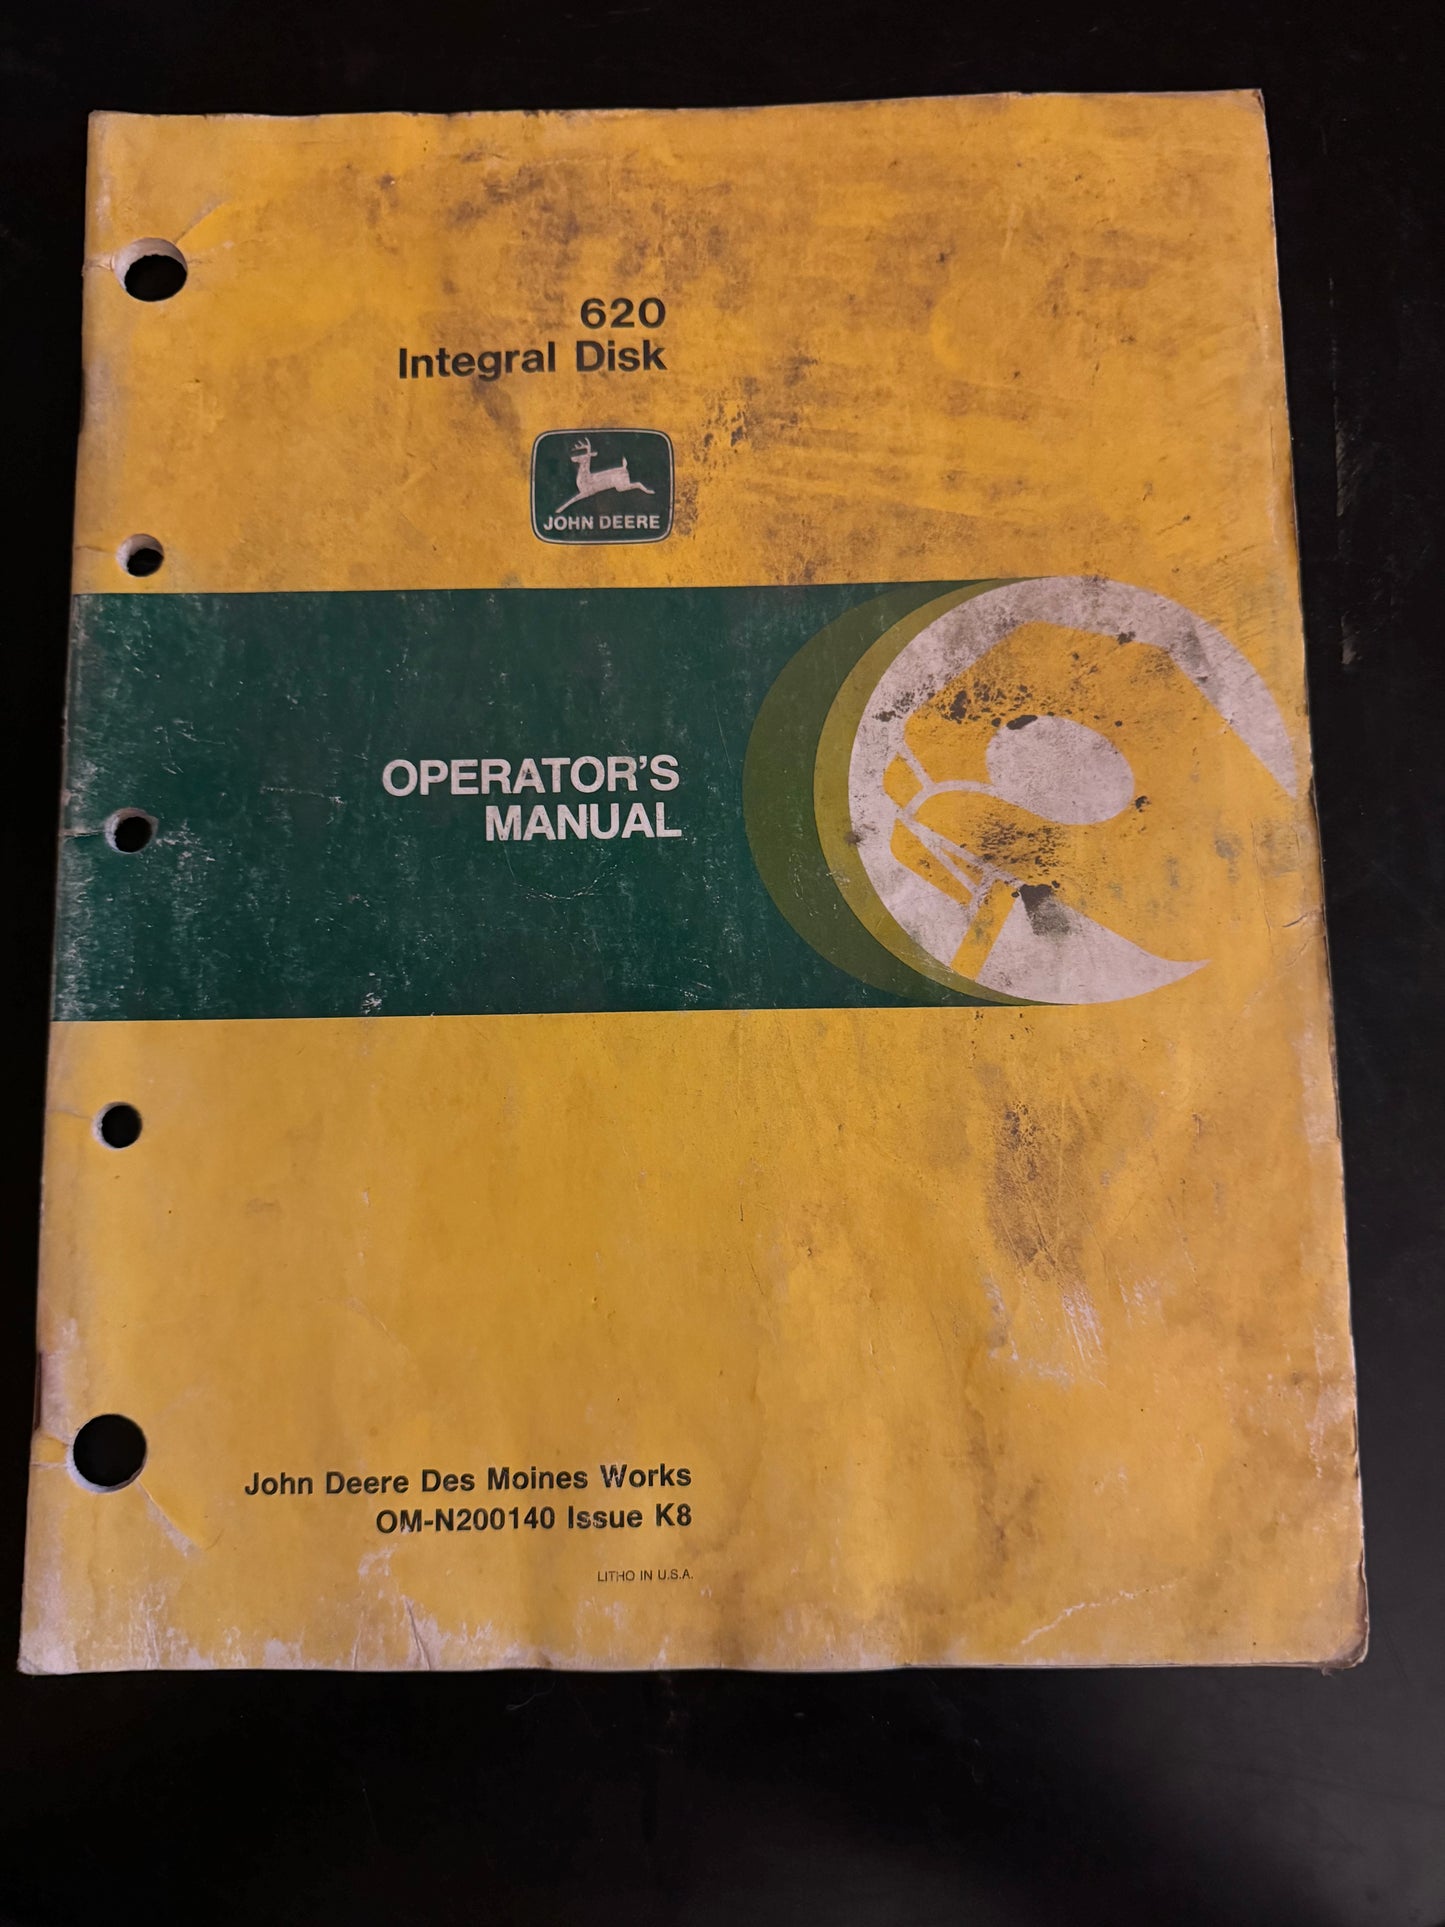 620
Integral Disk
JOHN DEERE
OPERATOR'S
MANUAL
John Deere Des Moines Works
OM-N200140 Issue K8
LITHO IN U.S.A.